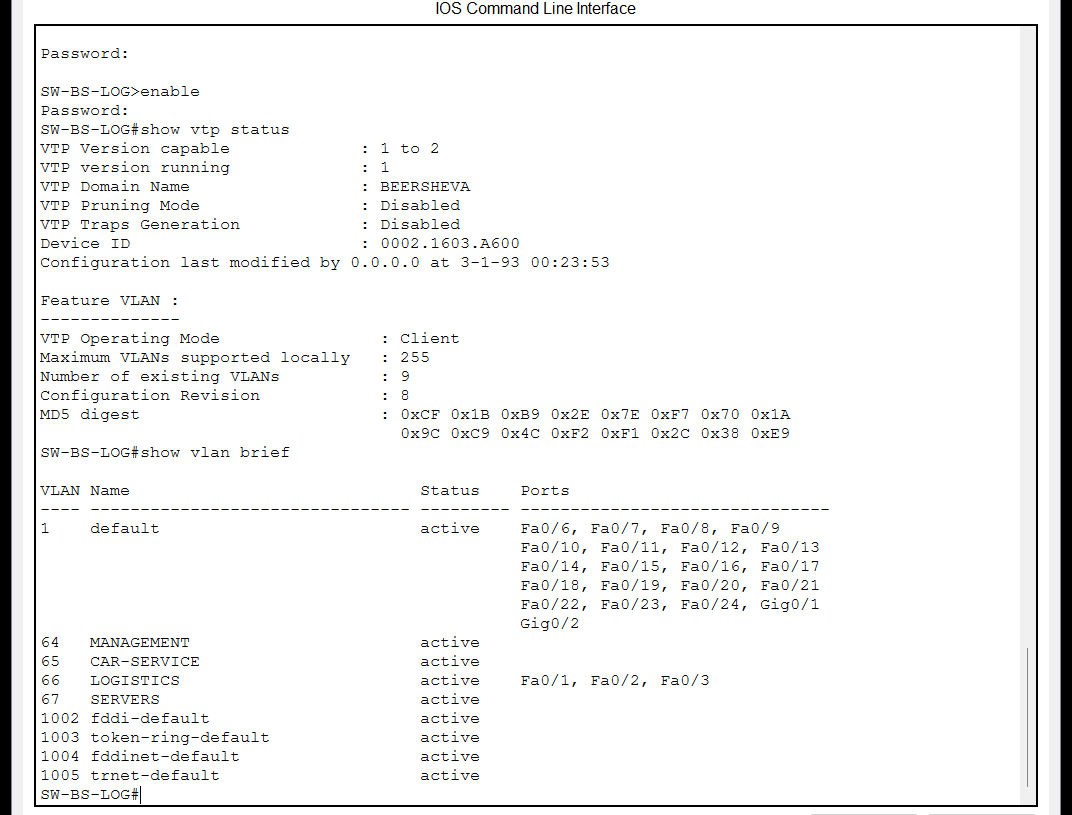 IOS Command Line Interface
Password:
SW-BS-LOG>enable
Password:
SW-BS-LOG#show vtp status
VTP Version capable : 1 to 2
VTP version running : 1
VTP Domain Name : BEERSHEVA
VTP Pruning Mode : Disabled
VTP Traps Generation : Disabled
Device ID : 0002.1603.A600
Configuration last modified by 0.0.0.0 at 3-1-93 00:23:53
Feature VLAN :
--------------
VTP Operating Mode : Client
Maximum VLANs supported locally : 255
Number of existing VLANs : 9
Configuration Revision : 8
MD5 digest : 0xCF 0x1B 0xB9 0x2E 0x7E 0xF7 0x70 0x1A
0x9C 0xC9 0x4C 0xF2 0xF1 0x2C 0x38 0xE9
SW-BS-LOG#show vlan brief
VLAN Name Status Ports
---- -------------------------------- --------- -------------------------------
1 default active Fa0/6, Fa0/7, Fa0/8, Fa0/9
Fa0/10, Fa0/11, Fa0/12, Fa0/13
Fa0/14, Fa0/15, Fa0/16, Fa0/17
Fa0/18, Fa0/19, Fa0/20, Fa0/21
Fa0/22, Fa0/23, Fa0/24, Gig0/1
Gig0/2
64 MANAGEMENT active
65 CAR-SERVICE active
66 LOGISTICS active Fa0/1, Fa0/2, Fa0/3
67 SERVERS active
1002 fddi-default active
1003 token-ring-default active
1004 fddinet-default active
1005 trnet-default active
SW-BS-LOG#